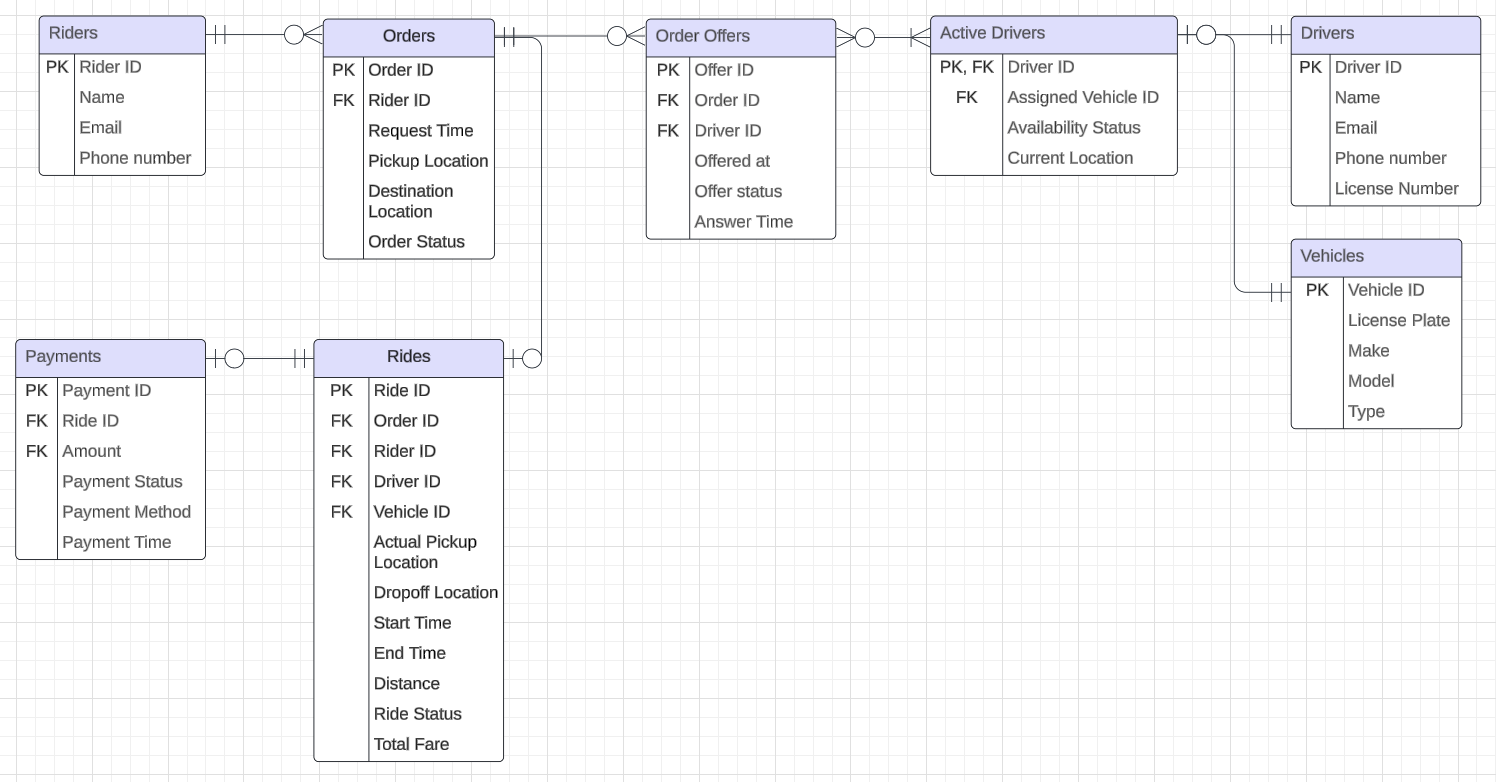 Riders
PK Rider ID
Name
Email
Phone number
Orders
PK Order ID
FK Rider ID
Request Time
Pickup Location
Destination
Location
Order Status
Order Offers
PK Offer ID
FK Order ID
FK Driver ID
Offered at
Offer status
Answer Time
Active Drivers
PK, FK Driver ID
FK Assigned Vehicle ID
Availability Status
Current Location
Drivers
PK Driver ID
Name
Email
Phone number
License Number
Vehicles
PK Vehicle ID
License Plate
Make
Model
Type
Payments
PK Payment ID
FK Ride ID
FK Amount
Payment Status
Payment Method
Payment Time
Rides
PK Ride ID
FK Order ID
FK Rider ID
FK Driver ID
FK Vehicle ID
Actual Pickup
Location
Dropoff Location
Start Time
End Time
Distance
Ride Status
Total Fare